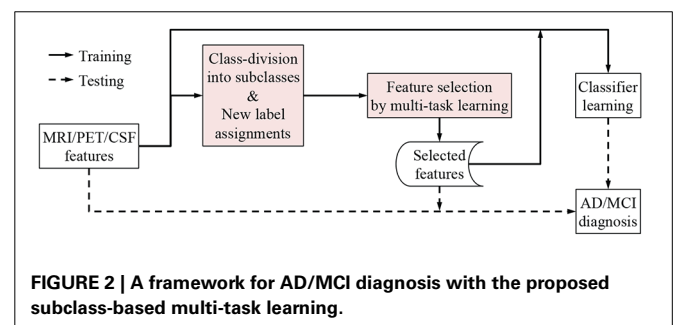 Training
Testing
Class-division
into subclasses
&
New label
assignments
Feature selection
by multi-task learning
Classifier
learning
MRI/PET/CSF
features
Selected
features
AD/MCI
diagnosis
FIGURE 2 | A framework for AD/MCI diagnosis with the proposed
subclass-based multi-task learning.